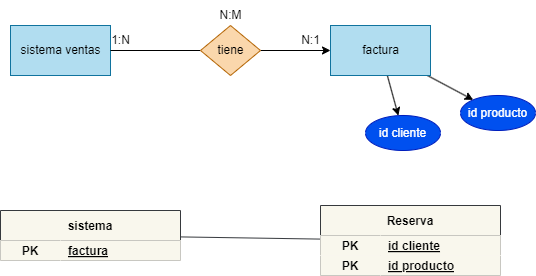 N:M
sistema ventas
1:N
tiene
N:1
factura
id cliente
id producto
sistema
PK factura
Reserva
PK id cliente
PK id producto